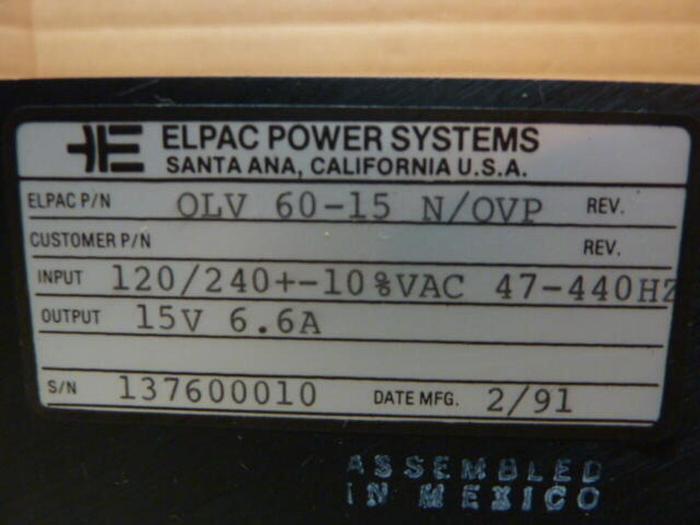 ELPAC POWER SYSTEMS
SANTA ANA, CALIFORNIA U.S.A.
ELPAC P/N OLV 60-15 N/OVP REV.
CUSTOMER P/N REV.
INPUT 120/240+-10%VAC 47-440HZ
OUTPUT 15V 6.6A
S/N 137600010 DATE MFG. 2/91
ASSEMBLED
IN MEXICO